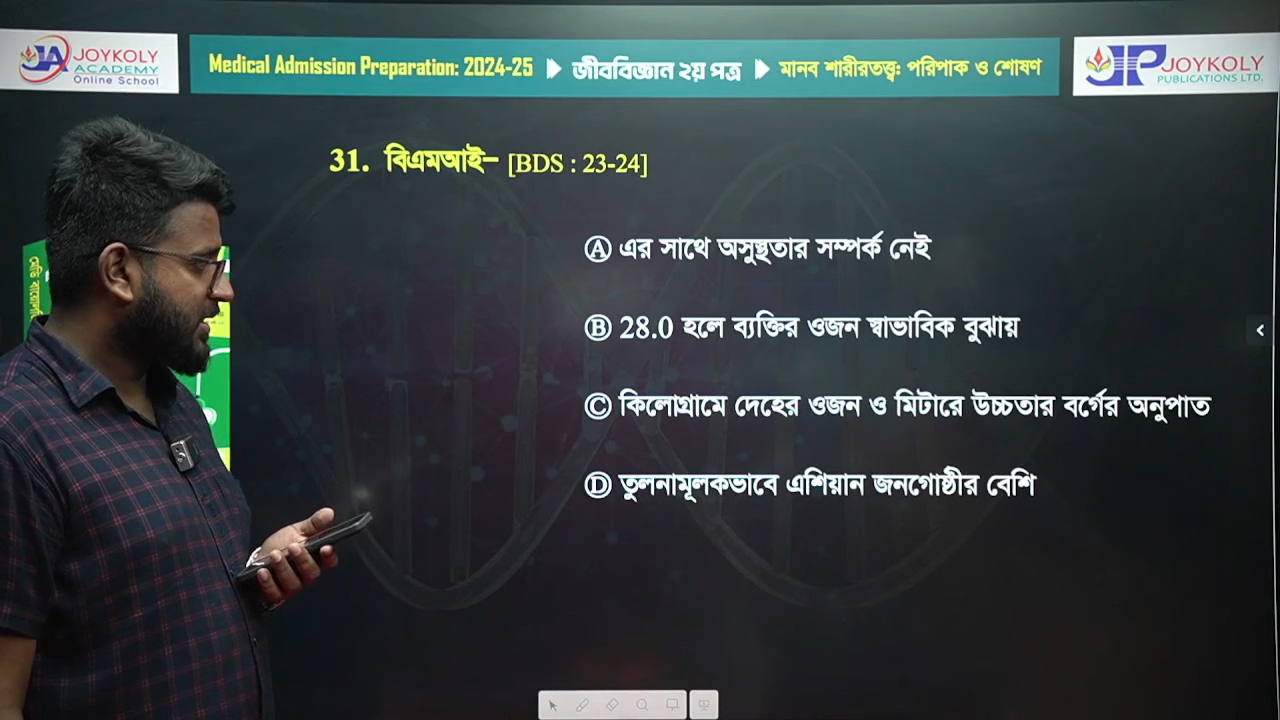 JA JOYKOLY
ACADEMY
Online School
Medical Admission Preparation: 2024-25 ▶ জীববিজ্ঞান ২য় পত্র ▶ মানব শারীরতত্ত্ব: পরিপাক ও শোষণ
JP JOYKOLY
PUBLICATIONS LTD.
31. বিএমআই– [BDS : 23-24]
Ⓐ এর সাথে অসুস্থতার সম্পর্ক নেই
Ⓑ 28.0 হলে ব্যক্তির ওজন স্বাভাবিক বুঝায়
Ⓒ কিলোগ্রামে দেহের ওজন ও মিটারে উচ্চতার বর্গের অনুপাত
Ⓓ তুলনামূলকভাবে এশিয়ান জনগোষ্ঠীর বেশি